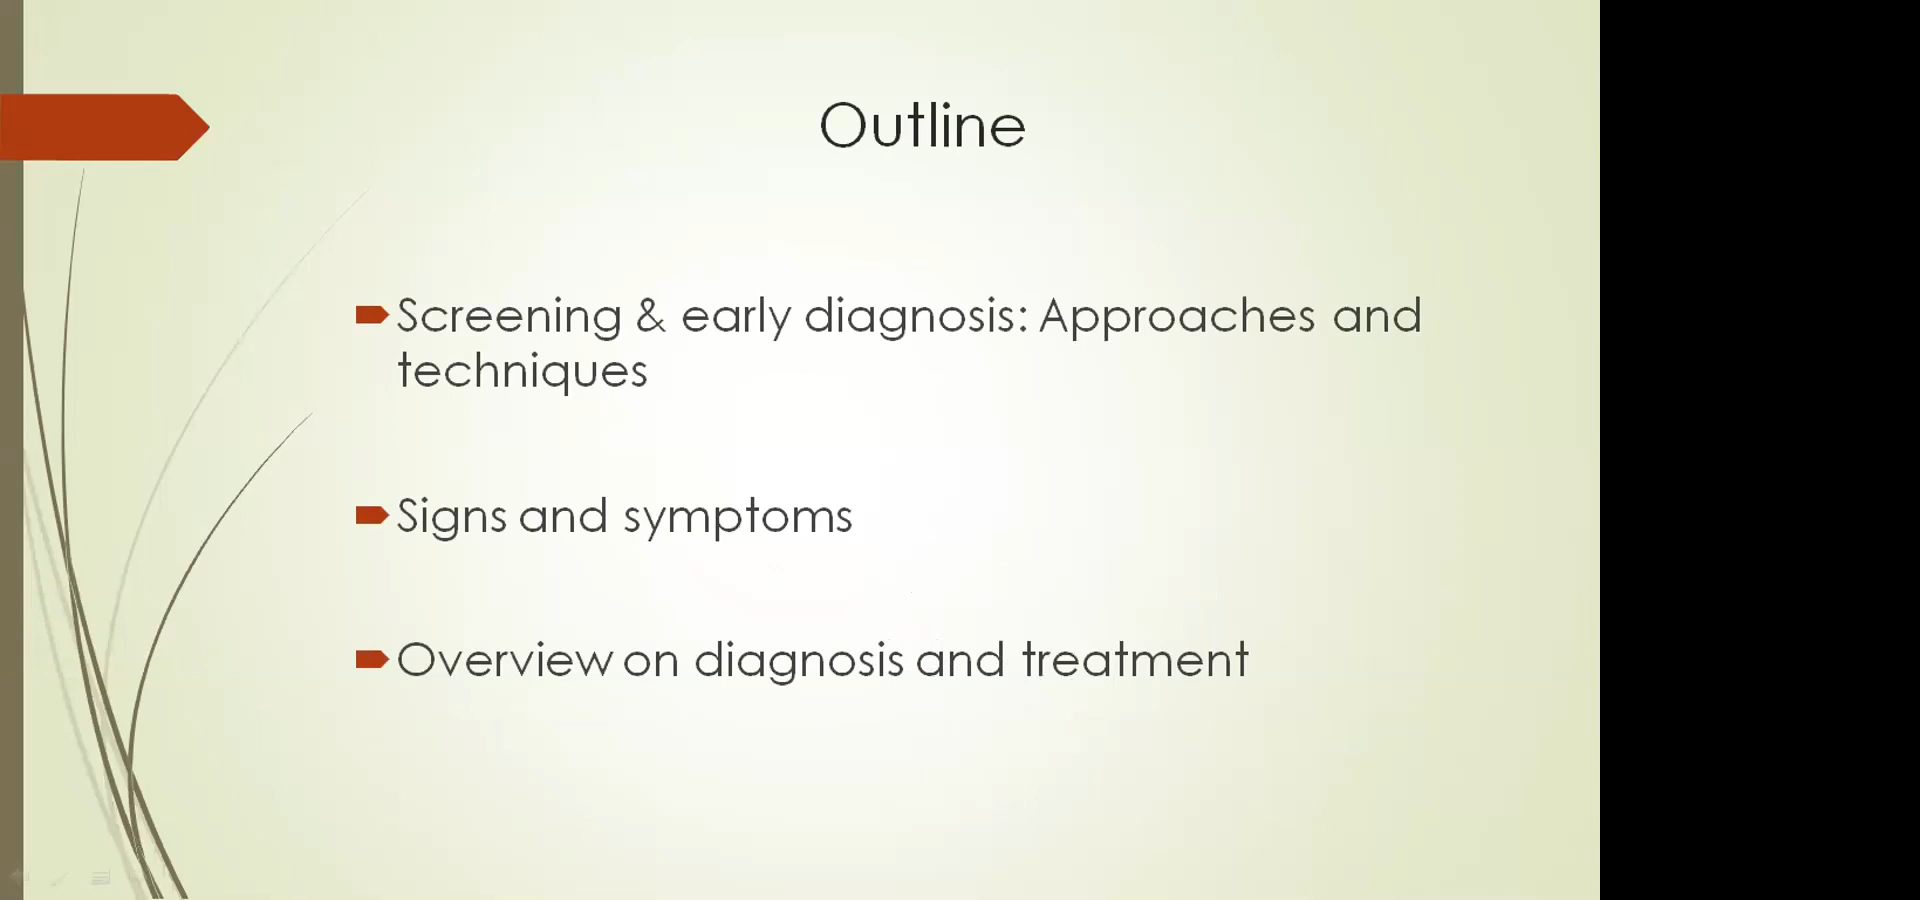 Outline
Screening & early diagnosis: Approaches and
techniques
Signs and symptoms
Overview on diagnosis and treatment